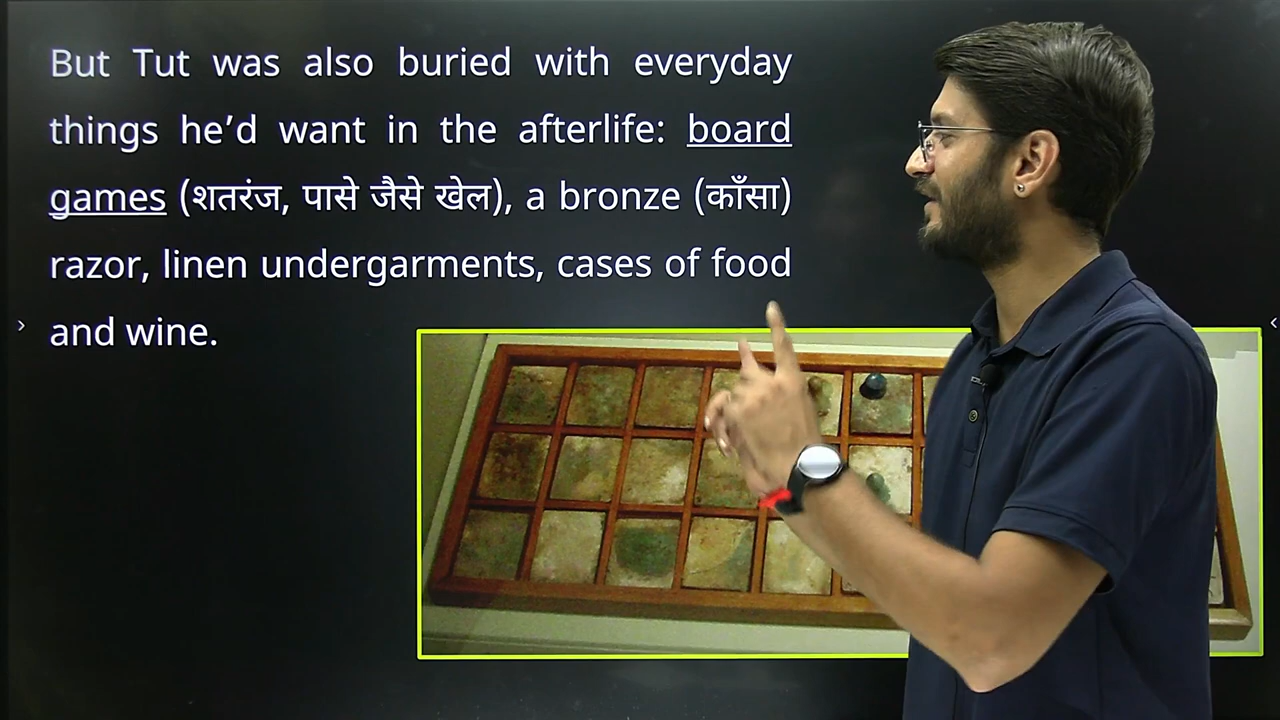 But Tut was also buried with everyday
things he’d want in the afterlife: board
games (शतरंज, पासे जैसे खेल), a bronze (काँसा)
razor, linen undergarments, cases of food
and wine.